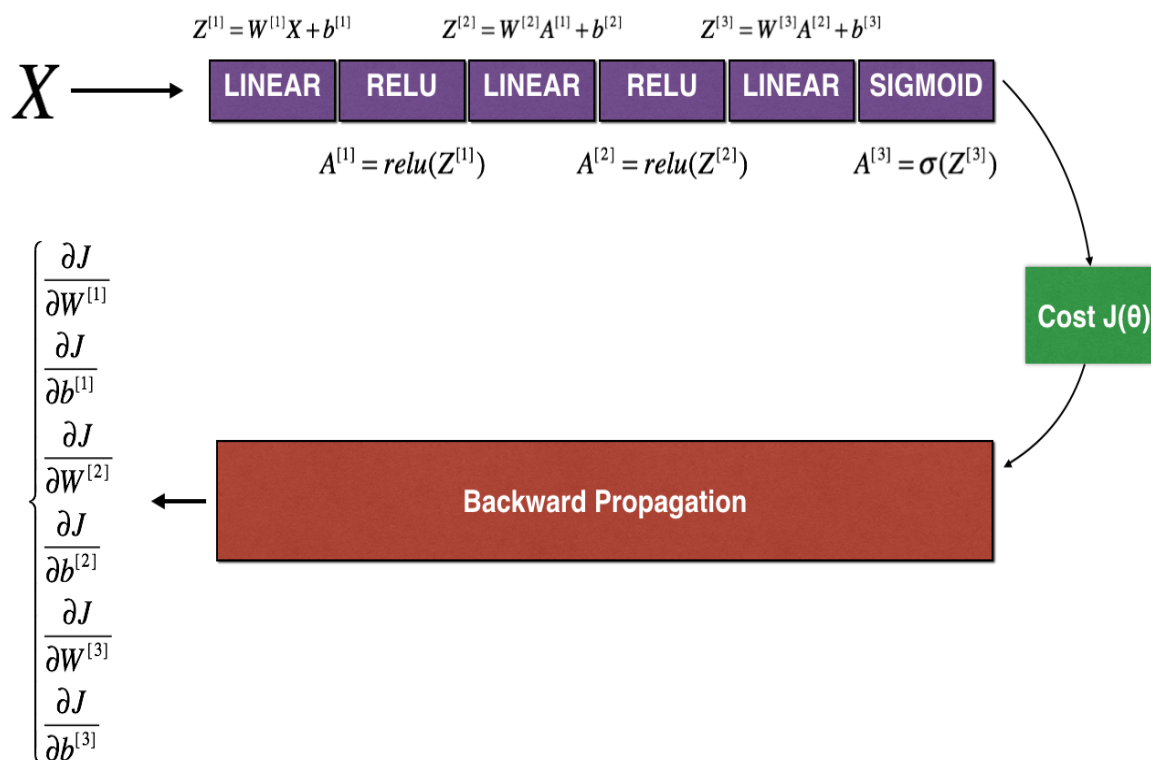 Z^[1] = W^[1]X + b^[1] Z^[2] = W^[2]A^[1] + b^[2] Z^[3] = W^[3]A^[2] + b^[3]
X LINEAR RELU LINEAR RELU LINEAR SIGMOID
A^[1] = relu(Z^[1]) A^[2] = relu(Z^[2]) A^[3] = σ(Z^[3])
Cost J(θ)
Backward Propagation
∂J
∂W^[1]
∂J
∂b^[1]
∂J
∂W^[2]
∂J
∂b^[2]
∂J
∂W^[3]
∂J
∂b^[3]